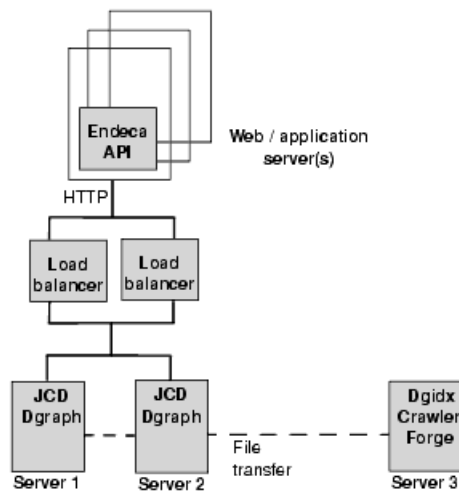 Endeca
API
Web / application
server(s)
HTTP
Load
balancer
Load
balancer
JCD
Dgraph
JCD
Dgraph
Dgidx
Crawler
Forge
File
transfer
Server 1
Server 2
Server 3